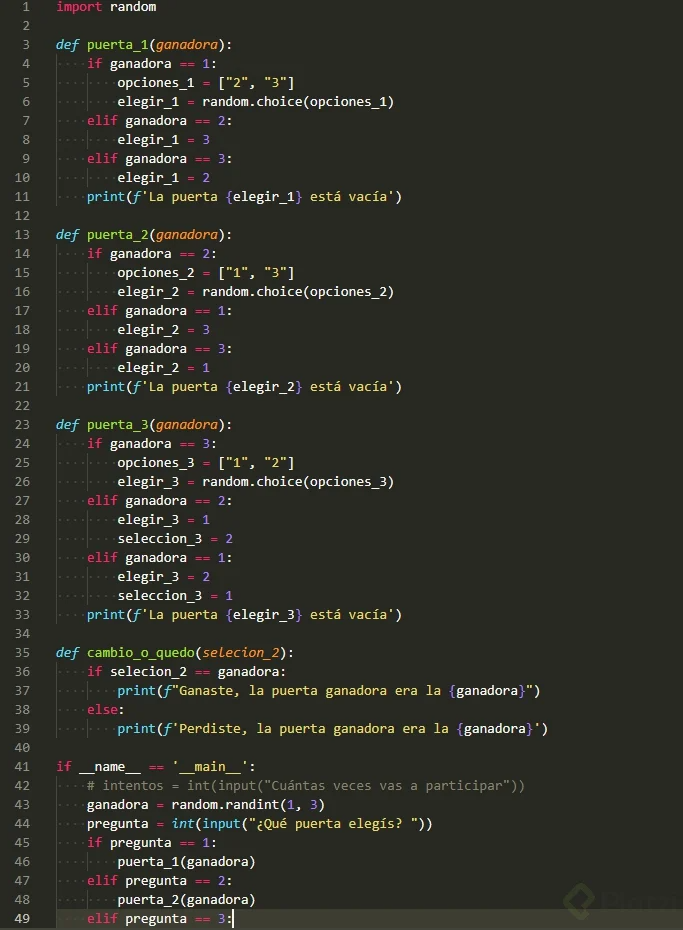 1 import random
2
3 def puerta_1(ganadora):
4 ····if ganadora == 1:
5 ········opciones_1 = ["2", "3"]
6 ········elegir_1 = random.choice(opciones_1)
7 ····elif ganadora == 2:
8 ········elegir_1 = 3
9 ····elif ganadora == 3:
10 ········elegir_1 = 2
11 ····print(f'La puerta {elegir_1} está vacía')
12
13 def puerta_2(ganadora):
14 ····if ganadora == 2:
15 ········opciones_2 = ["1", "3"]
16 ········elegir_2 = random.choice(opciones_2)
17 ····elif ganadora == 1:
18 ········elegir_2 = 3
19 ····elif ganadora == 3:
20 ········elegir_2 = 1
21 ····print(f'La puerta {elegir_2} está vacía')
22
23 def puerta_3(ganadora):
24 ····if ganadora == 3:
25 ········opciones_3 = ["1", "2"]
26 ········elegir_3 = random.choice(opciones_3)
27 ····elif ganadora == 2:
28 ········elegir_3 = 1
29 ········seleccion_3 = 2
30 ····elif ganadora == 1:
31 ········elegir_3 = 2
32 ········seleccion_3 = 1
33 ····print(f'La puerta {elegir_3} está vacía')
34
35 def cambio_o_quedo(selecion_2):
36 ····if selecion_2 == ganadora:
37 ········print(f"Ganaste, la puerta ganadora era la {ganadora}")
38 ····else:
39 ········print(f'Perdiste, la puerta ganadora era la {ganadora}')
40
41 if __name__ == '__main__':
42 ····# intentos = int(input("Cuántas veces vas a participar"))
43 ····ganadora = random.randint(1, 3)
44 ····pregunta = int(input("¿Qué puerta elegís? "))
45 ····if pregunta == 1:
46 ········puerta_1(ganadora)
47 ····elif pregunta == 2:
48 ········puerta_2(ganadora)
49 ····elif pregunta == 3: